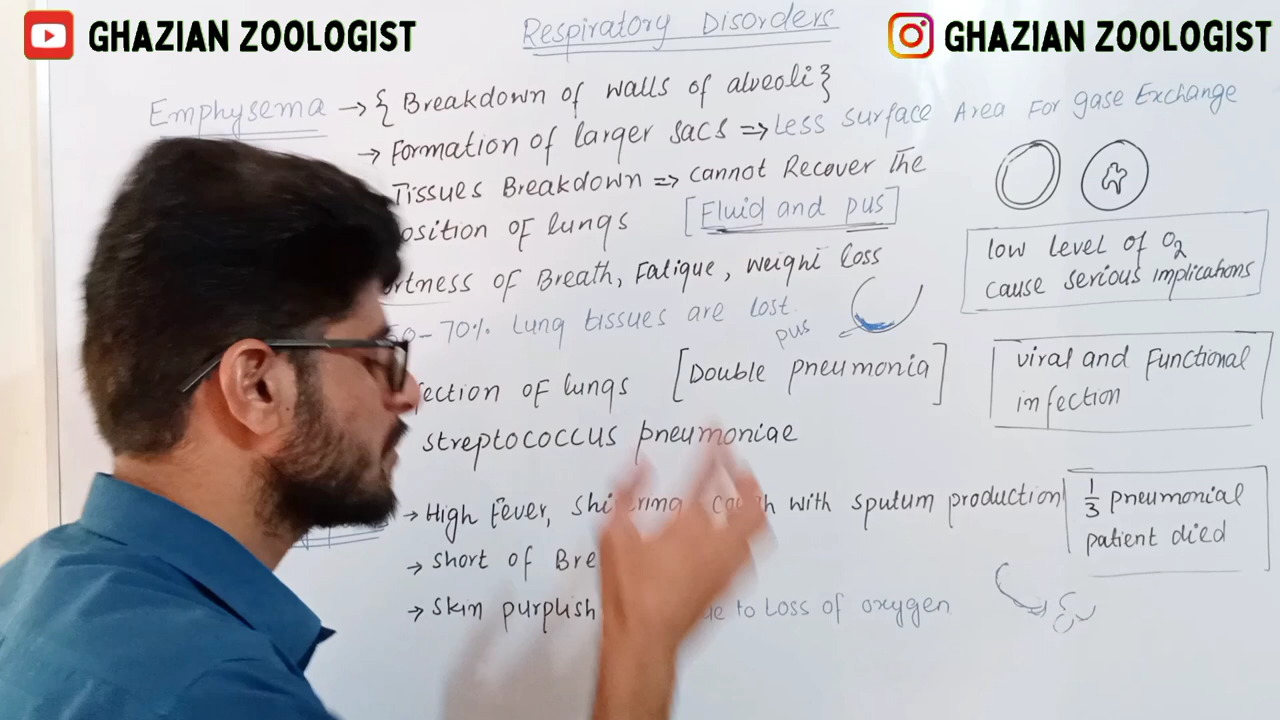 GHAZIAN ZOOLOGIST
GHAZIAN ZOOLOGIST
Respiratory Disorders
Emphysema → { Breakdown of walls of alveoli }
→ Formation of larger sacs => Less surface Area For gase Exchange
Tissues Breakdown => cannot Recover The
osition of lungs [Fluid and pus]
low level of O2
cause serious implications
rtness of Breath, Fatigue, weight loss
50-70% Lung tissues are lost.
pus
viral and Functional
infection
fection of lungs [Double pneumonia]
streptococcus pneumoniae
→ High Fever, with sputum production
1/3 pneumonial
patient died
→ short of Bre
→ skin purplish ue to Loss of oxygen